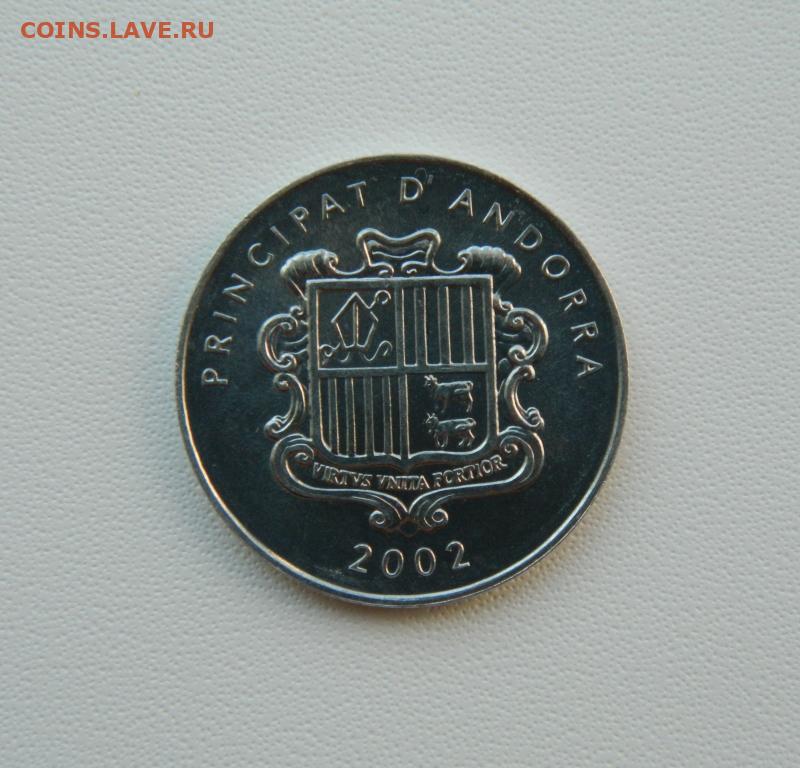 COINS.LAVE.RU
PRINCIPAT D'ANDORRA
VIRTVS VNITA FORTIOR
2002